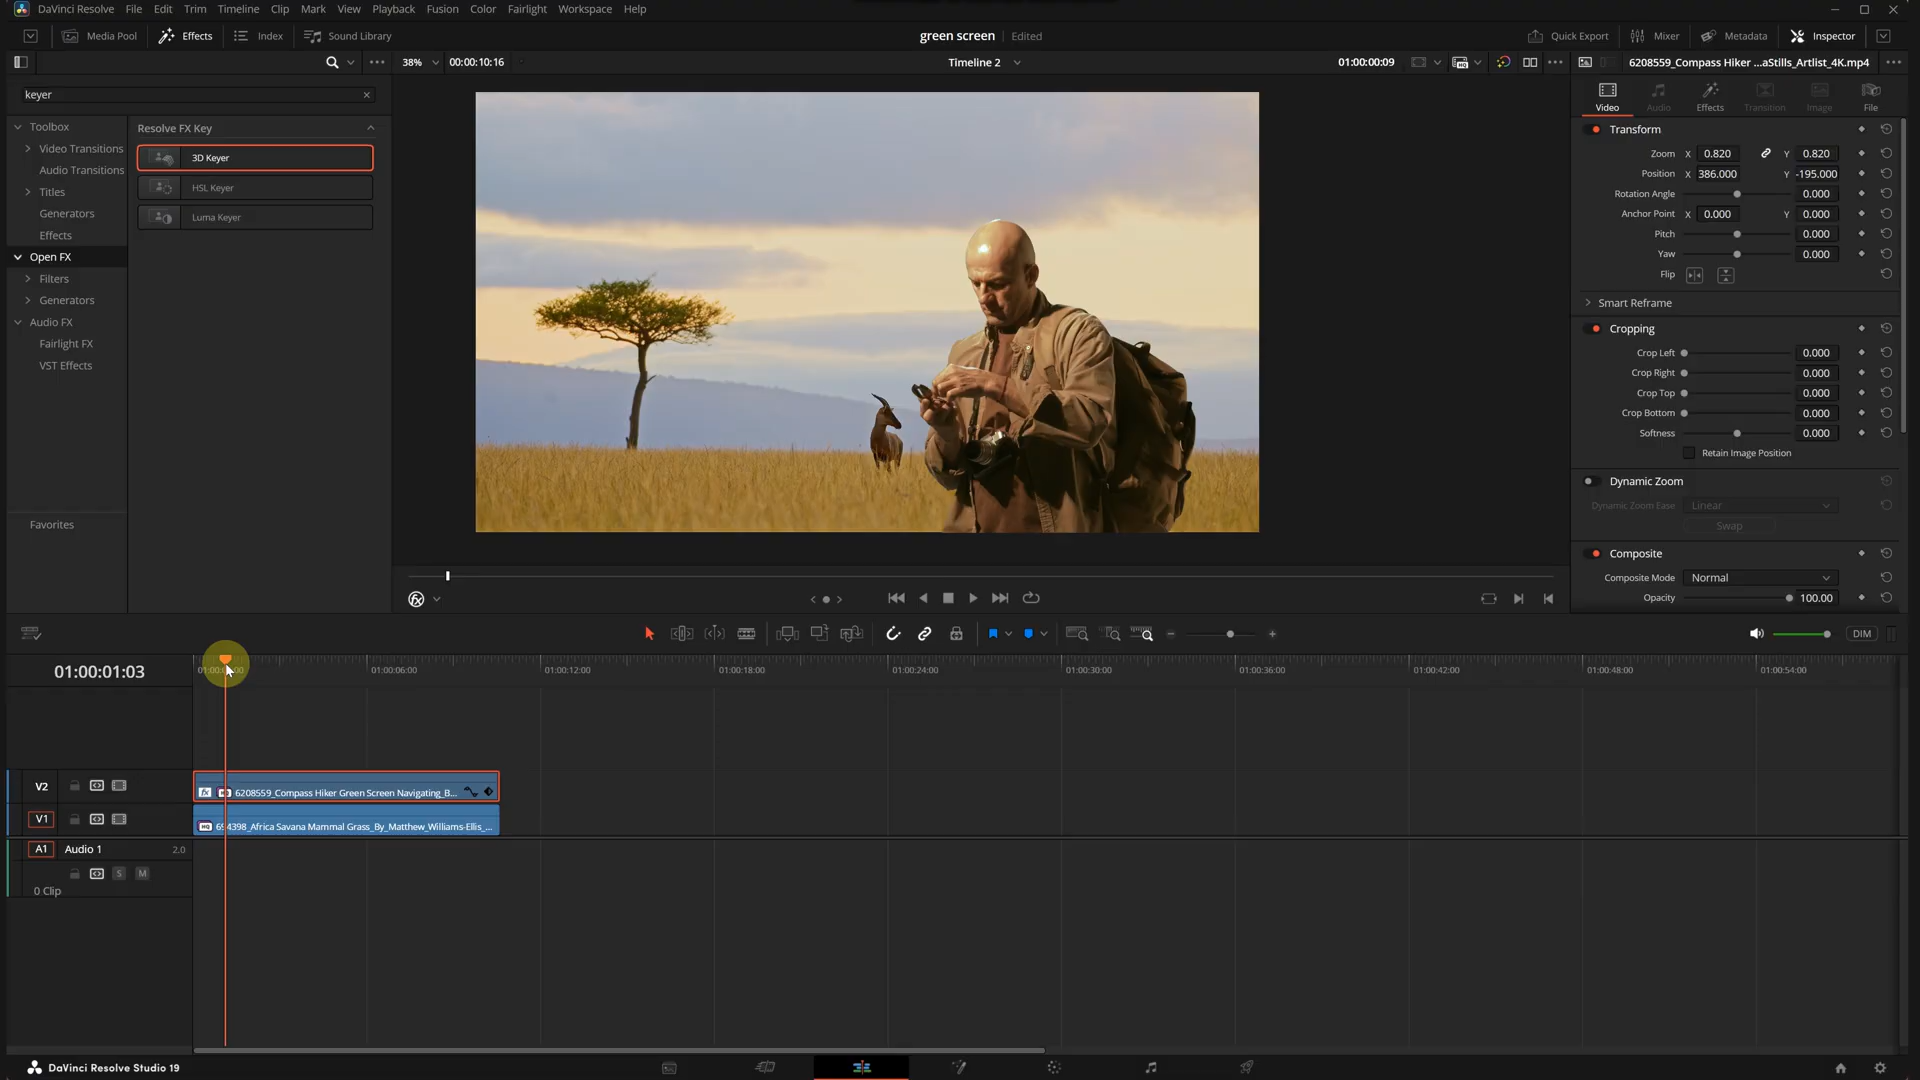 DaVinci Resolve File Edit Trim Timeline Clip Mark View Playback Fusion Color Fairlight Workspace Help
Media Pool Effects Index Sound Library green screen Edited Quick Export Mixer Metadata Inspector
38% 00:00:10:16 Timeline 2 01:00:00:09 6208559_Compass Hiker ...aStills_Artlist_4K.mp4
keyer
Video Audio Effects Transition Image File
Toolbox
Video Transitions
Audio Transitions
Titles
Generators
Effects
Open FX
Filters
Generators
Audio FX
Fairlight FX
VST Effects
Favorites
Resolve FX Key
3D Keyer
HSL Keyer
Luma Keyer
Transform
Zoom X 0.820 Y 0.820
Position X 386.000 Y -195.000
Rotation Angle 0.000
Anchor Point X 0.000 Y 0.000
Pitch 0.000
Yaw 0.000
Flip
Smart Reframe
Cropping
Crop Left 0.000
Crop Right 0.000
Crop Top 0.000
Crop Bottom 0.000
Softness 0.000
Retain Image Position
Dynamic Zoom
Dynamic Zoom Ease Linear
Swap
Composite
Composite Mode Normal
Opacity 100.00
DIM
01:00:01:03
01:00:06:00 01:00:12:00 01:00:18:00 01:00:24:00 01:00:30:00 01:00:36:00 01:00:42:00 01:00:48:00 01:00:54:00
V2 6208559_Compass Hiker Green Screen Navigating_B...
V1 694398_Africa Savana Mammal Grass_By_Matthew_Williams-Ellis_...
A1 Audio 1 2.0
S M
0 Clip
DaVinci Resolve Studio 19